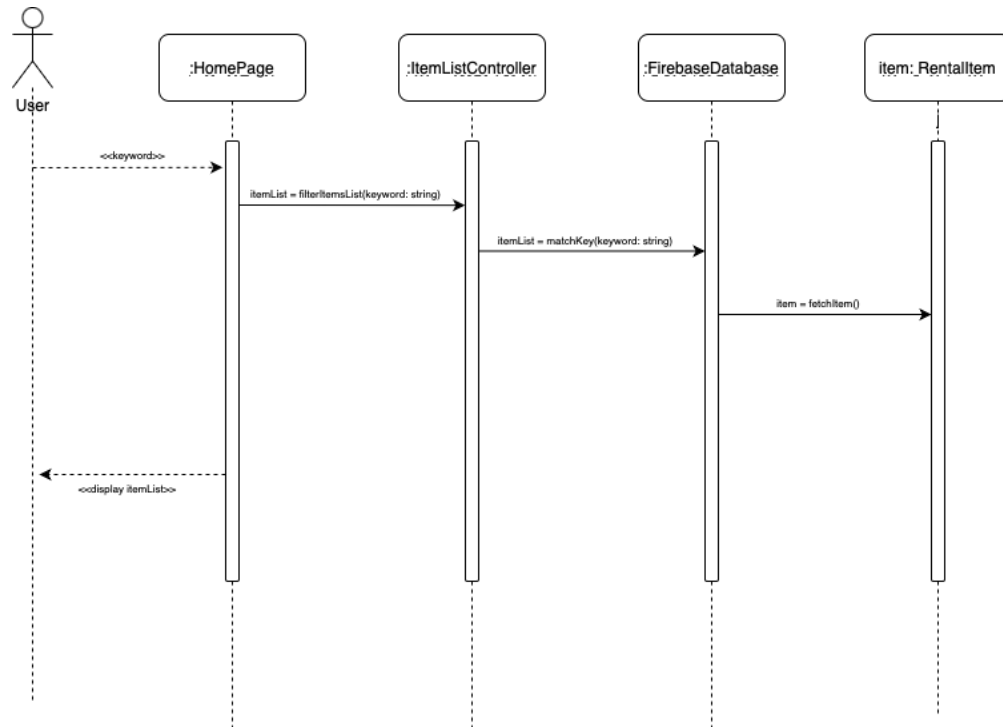 :HomePage
:ItemListController
:FirebaseDatabase
item: RentalItem
User
<<keyword>>
itemList = filterItemsList(keyword: string)
itemList = matchKey(keyword: string)
item = fetchItem()
<<display itemList>>